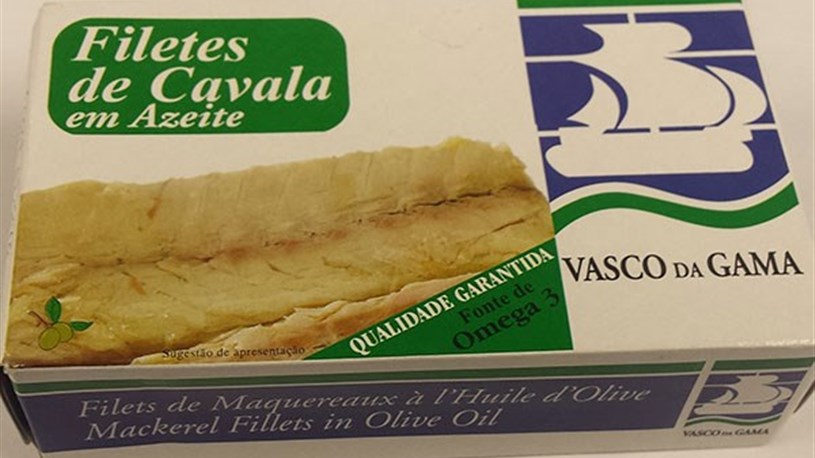 Filetes
de Cavala
em Azeite
VASCO DA GAMA
QUALIDADE GARANTIDA
Fonte de
Omega 3
Sugestão de apresentação
Filets de Maquereaux à l'Huile d'Olive
Mackerel Fillets in Olive Oil
VASCO DA GAMA